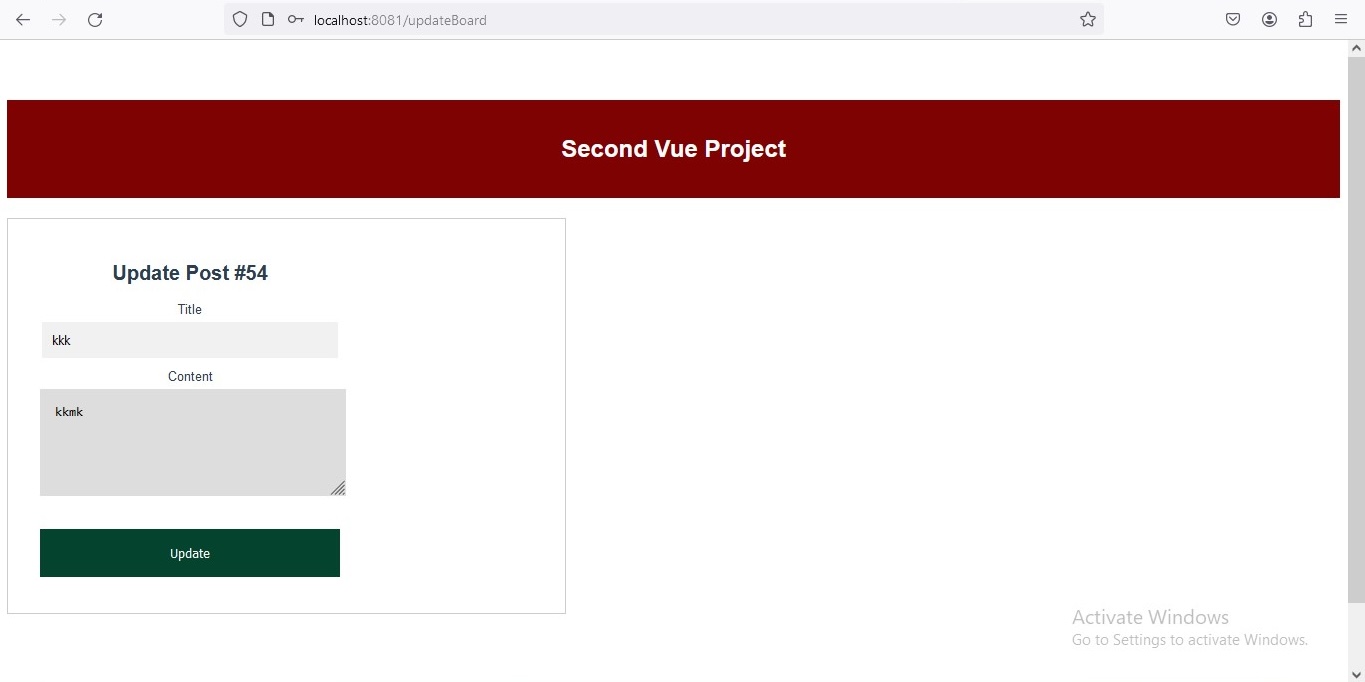 localhost:8081/updateBoard
Second Vue Project
Update Post #54
Title
kkk
Content
kkmk
Update
Activate Windows
Go to Settings to activate Windows.